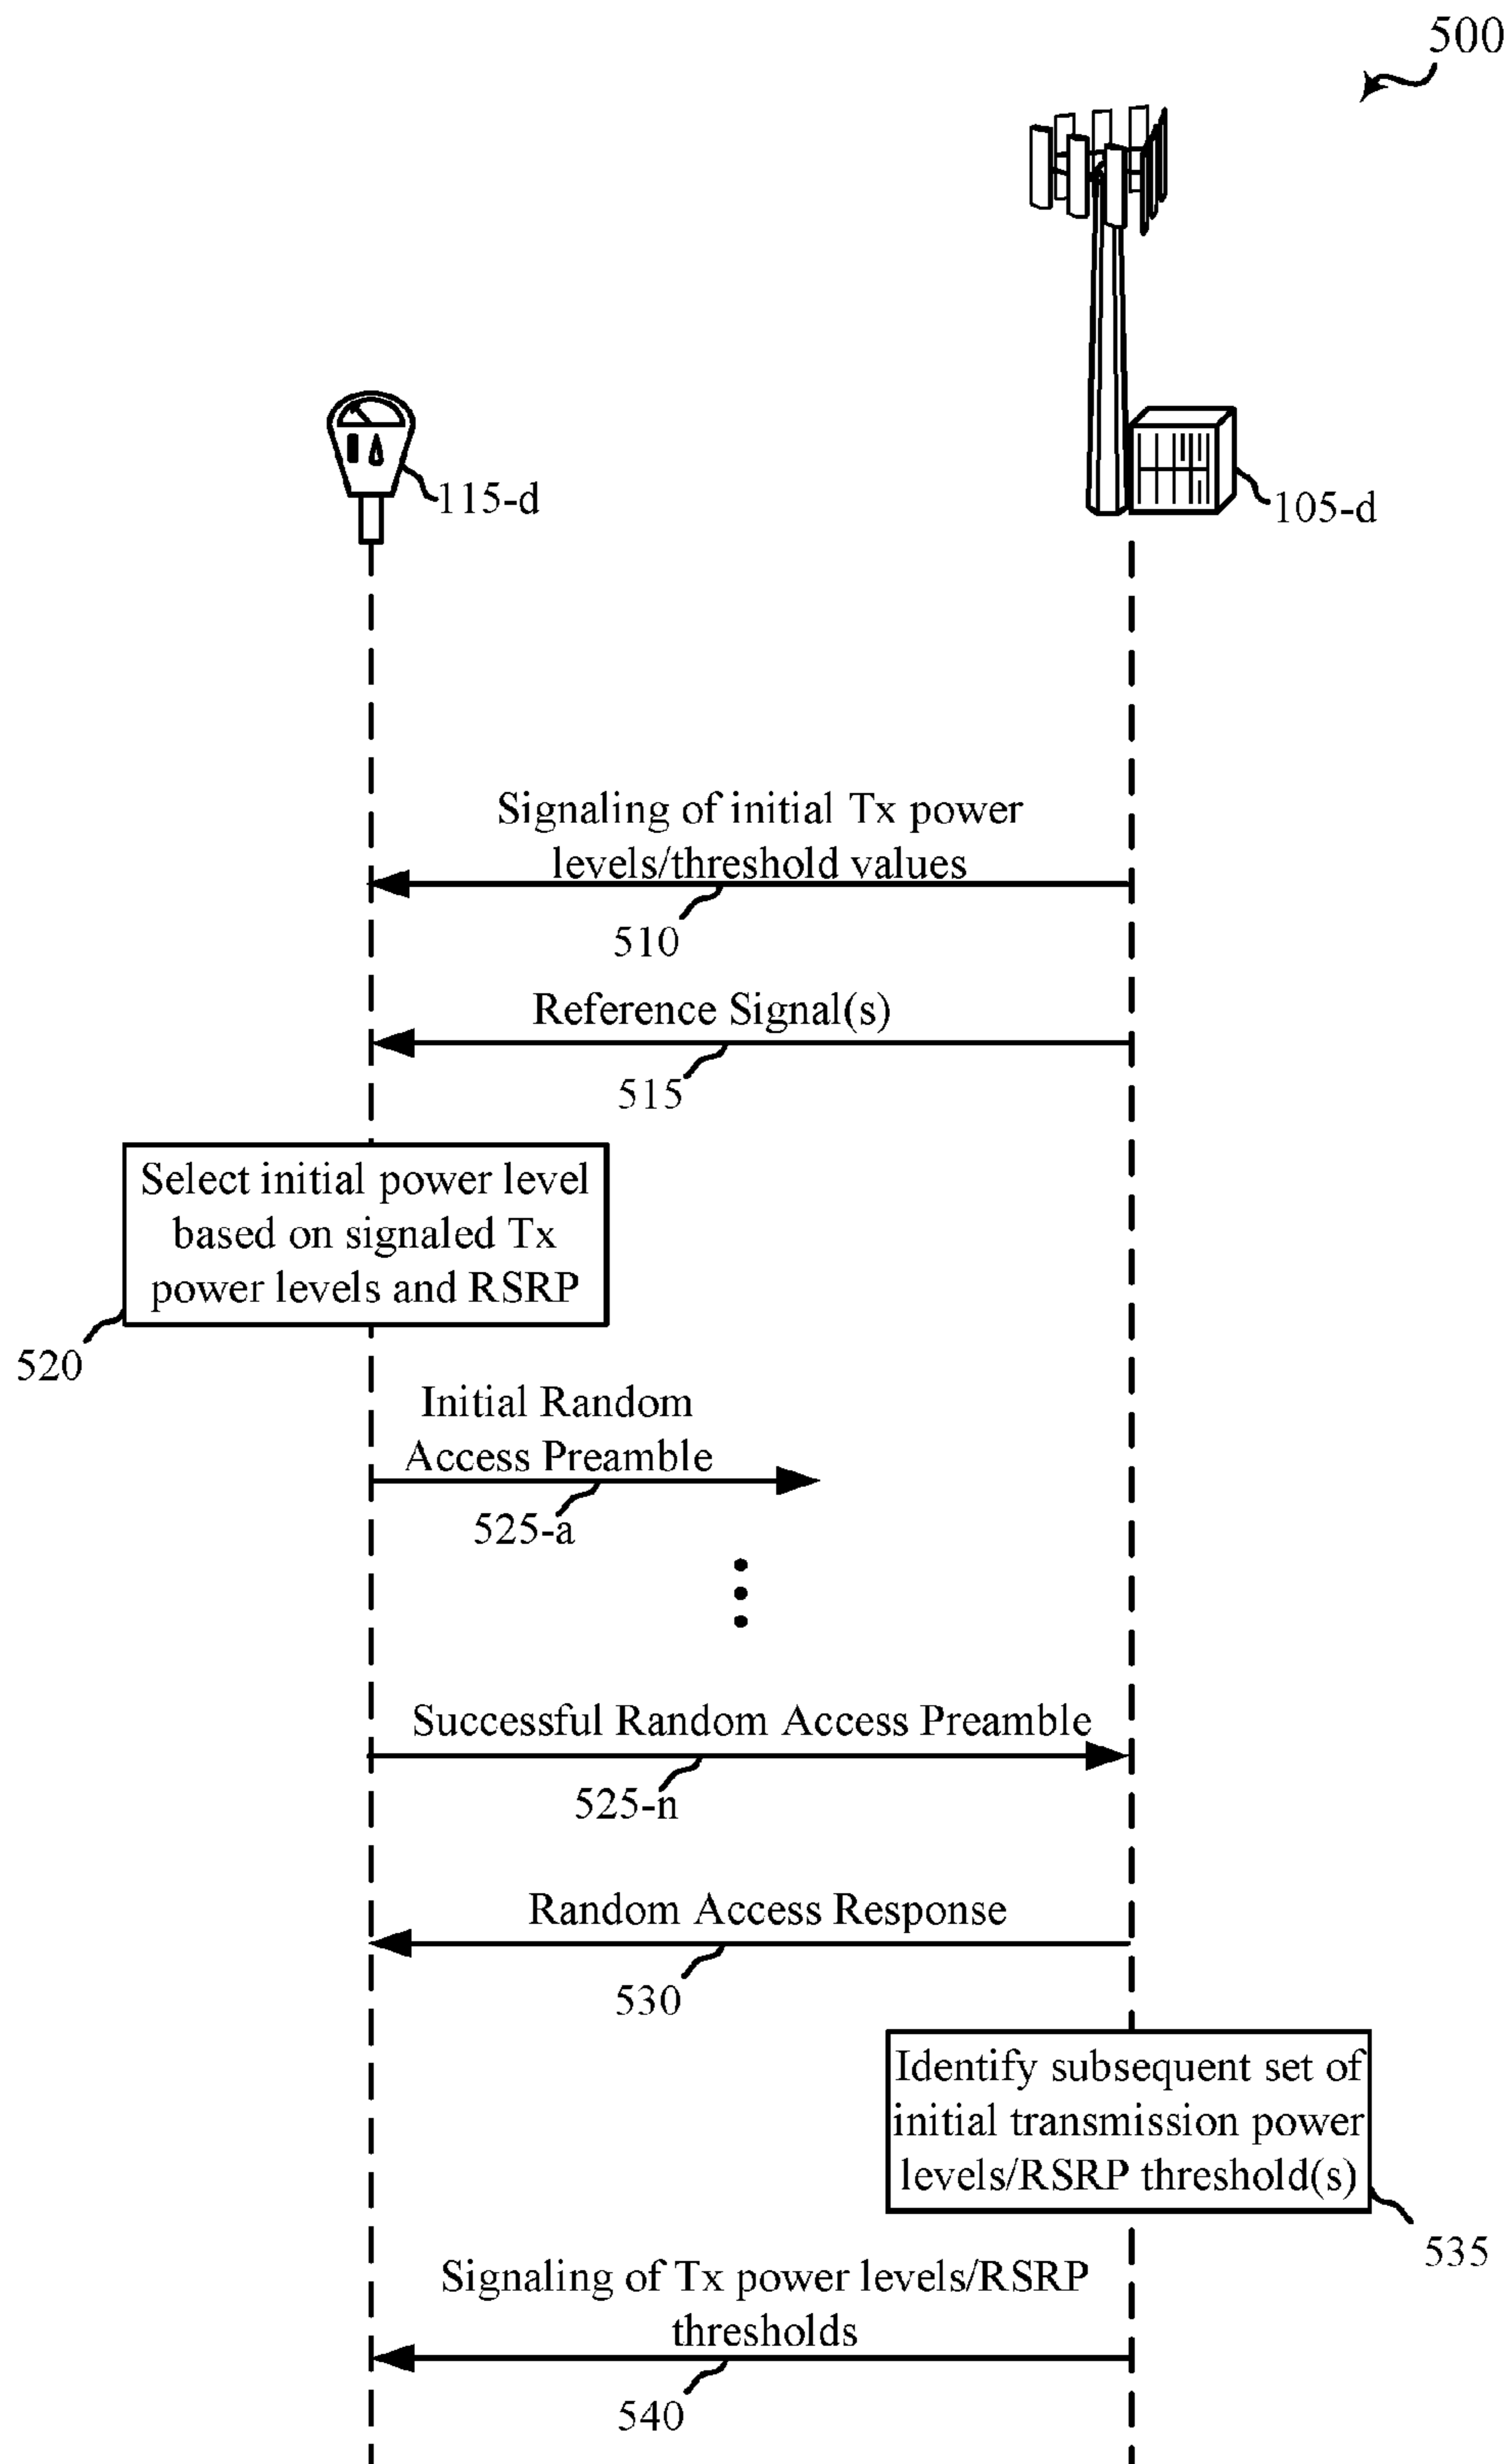 500
115-d
105-d
Signaling of initial Tx power
levels/threshold values
510
Reference Signal(s)
515
Select initial power level
based on signaled Tx
power levels and RSRP
520
Initial Random
Access Preamble
525-a
Successful Random Access Preamble
525-n
Random Access Response
530
Identify subsequent set of
initial transmission power
levels/RSRP threshold(s)
535
Signaling of Tx power levels/RSRP
thresholds
540